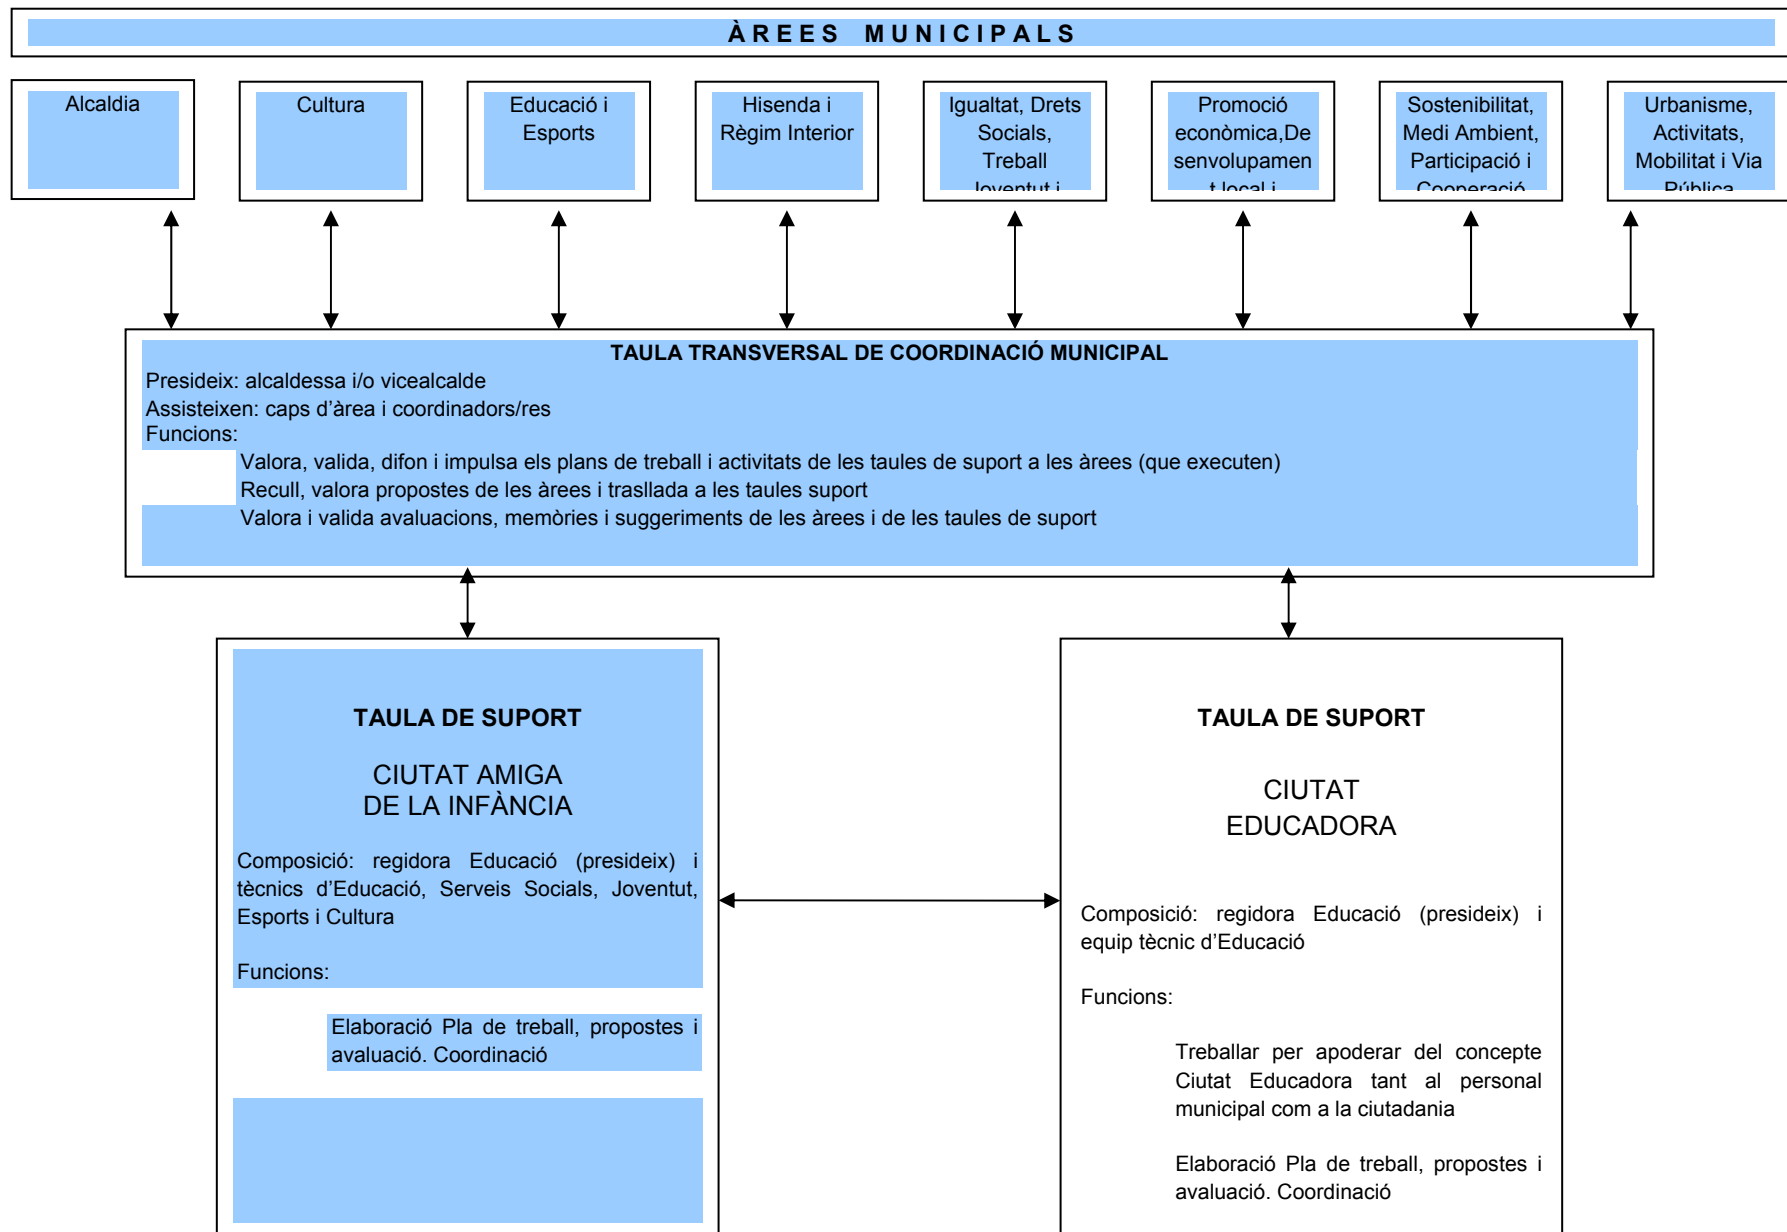 ÀREES MUNICIPALS
Alcaldia
Cultura
Educació i
Esports
Hisenda i
Règim Interior
Igualtat, Drets
Socials,
Treball
Joventut i
Promoció
econòmica,De
senvolupamen
t local i
Sostenibilitat,
Medi Ambient,
Participació i
Cooperació
Urbanisme,
Activitats,
Mobilitat i Via
Pública
TAULA TRANSVERSAL DE COORDINACIÓ MUNICIPAL
Presideix: alcaldessa i/o vicealcalde
Assisteixen: caps d’àrea i coordinadors/res
Funcions:
Valora, valida, difon i impulsa els plans de treball i activitats de les taules de suport a les àrees (que executen)
Recull, valora propostes de les àrees i trasllada a les taules suport
Valora i valida avaluacions, memòries i suggeriments de les àrees i de les taules de suport
TAULA DE SUPORT
CIUTAT AMIGA
DE LA INFÀNCIA
Composició: regidora Educació (presideix) i
tècnics d’Educació, Serveis Socials, Joventut,
Esports i Cultura
Funcions:
Elaboració Pla de treball, propostes i
avaluació. Coordinació
TAULA DE SUPORT
CIUTAT
EDUCADORA
Composició: regidora Educació (presideix) i
equip tècnic d’Educació
Funcions:
Treballar per apoderar del concepte
Ciutat Educadora tant al personal
municipal com a la ciutadania
Elaboració Pla de treball, propostes i
avaluació. Coordinació